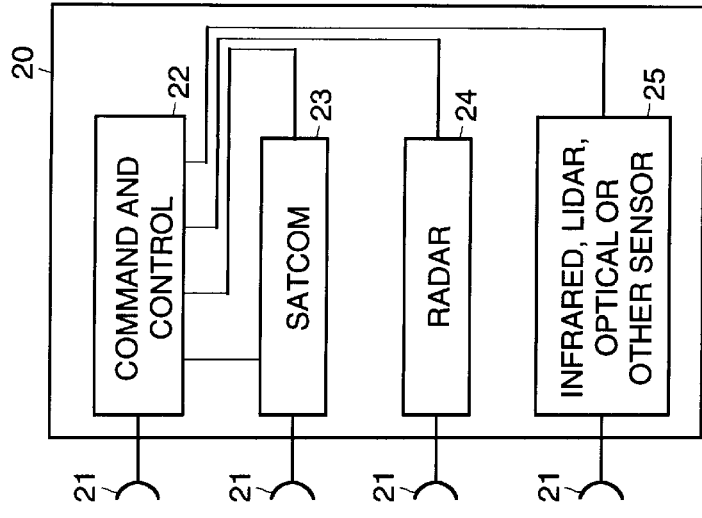 20
COMMAND AND
CONTROL
22
SATCOM
23
RADAR
24
INFRARED, LIDAR,
OPTICAL OR
OTHER SENSOR
25
21
21
21
21